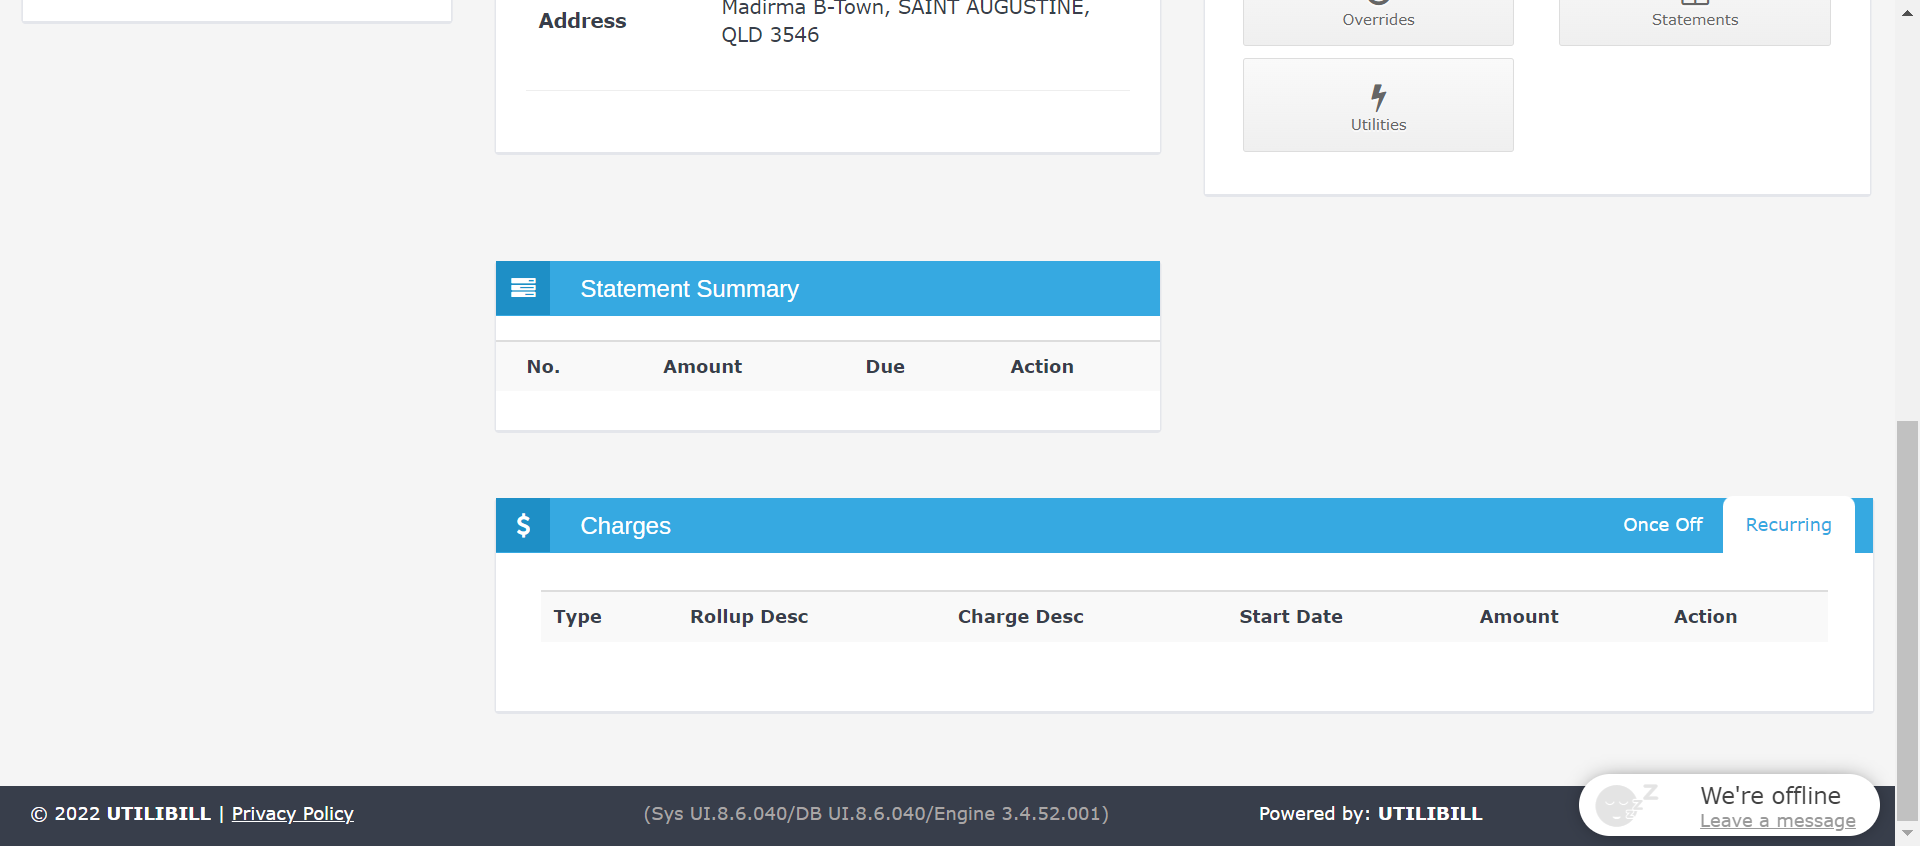 Address
Madirma B-Town, SAINT AUGUSTINE,
QLD 3546
Overrides
Statements
Utilities
Statement Summary
No. Amount Due Action
$ Charges Once Off Recurring
Type Rollup Desc Charge Desc Start Date Amount Action
© 2022 UTILIBILL | Privacy Policy
(Sys UI.8.6.040/DB UI.8.6.040/Engine 3.4.52.001)
Powered by: UTILIBILL
We're offline
Leave a message